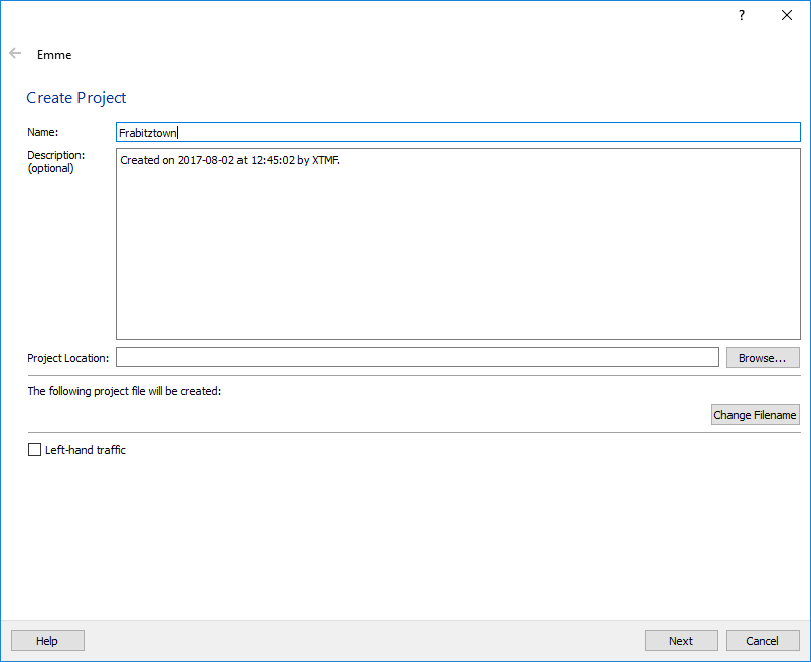 ?
Emme
Create Project
Name:
Frabitztown
Description:
(optional)
Created on 2017-08-02 at 12:45:02 by XTMF.
Project Location:
Browse...
The following project file will be created:
Change Filename
Left-hand traffic
Help
Next
Cancel